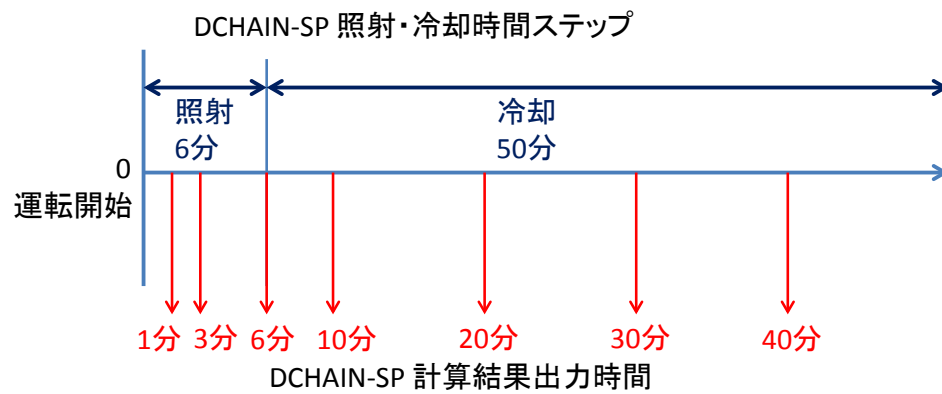 DCHAIN-SP 照射・冷却時間ステップ
照射
6分
冷却
50分
0
運転開始
1分 3分 6分 10分 20分 30分 40分
DCHAIN-SP 計算結果出力時間